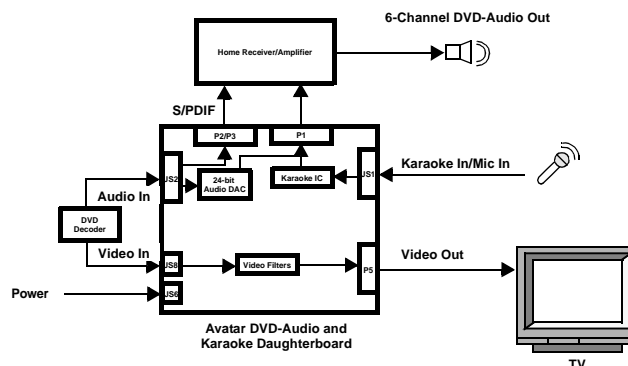 6-Channel DVD-Audio Out
Home Receiver/Amplifier
S/PDIF
P2/P3
P1
JS2
24-bit
Audio DAC
Karaoke IC
JS1
Karaoke In/Mic In
Audio In
DVD
Decoder
Video In
JS8
Video Filters
P5
Video Out
Power
JS6
Avatar DVD-Audio and
Karaoke Daughterboard
TV